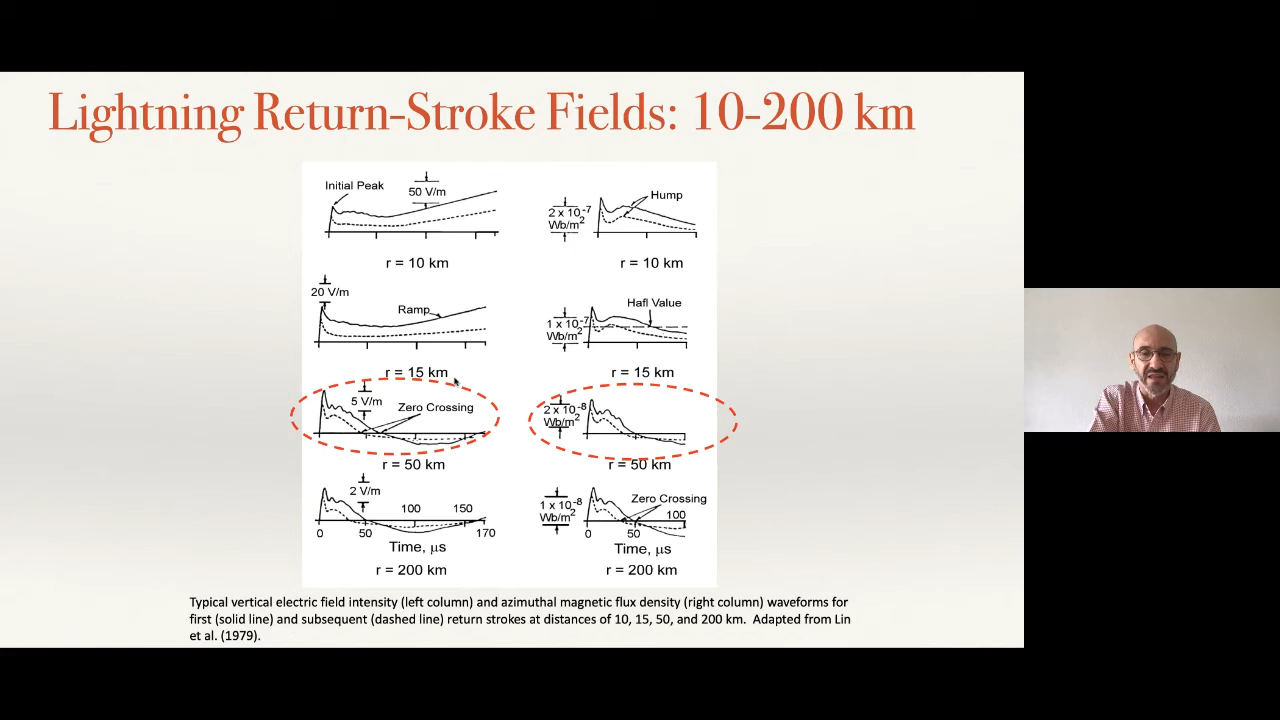 Lightning Return-Stroke Fields: 10-200 km
Initial Peak
50 V/m
r = 10 km
2 x 10-7
Wb/m2
Hump
r = 10 km
20 V/m
Ramp
r = 15 km
1 x 10-7
Wb/m2
Hafl Value
r = 15 km
5 V/m
Zero Crossing
r = 50 km
2 x 10-8
Wb/m2
r = 50 km
2 V/m
100 150
0 50 170
Time, μs
r = 200 km
1 x 10-8
Wb/m2
Zero Crossing
100
0 50
Time, μs
r = 200 km
Typical vertical electric field intensity (left column) and azimuthal magnetic flux density (right column) waveforms for
first (solid line) and subsequent (dashed line) return strokes at distances of 10, 15, 50, and 200 km. Adapted from Lin
et al. (1979).